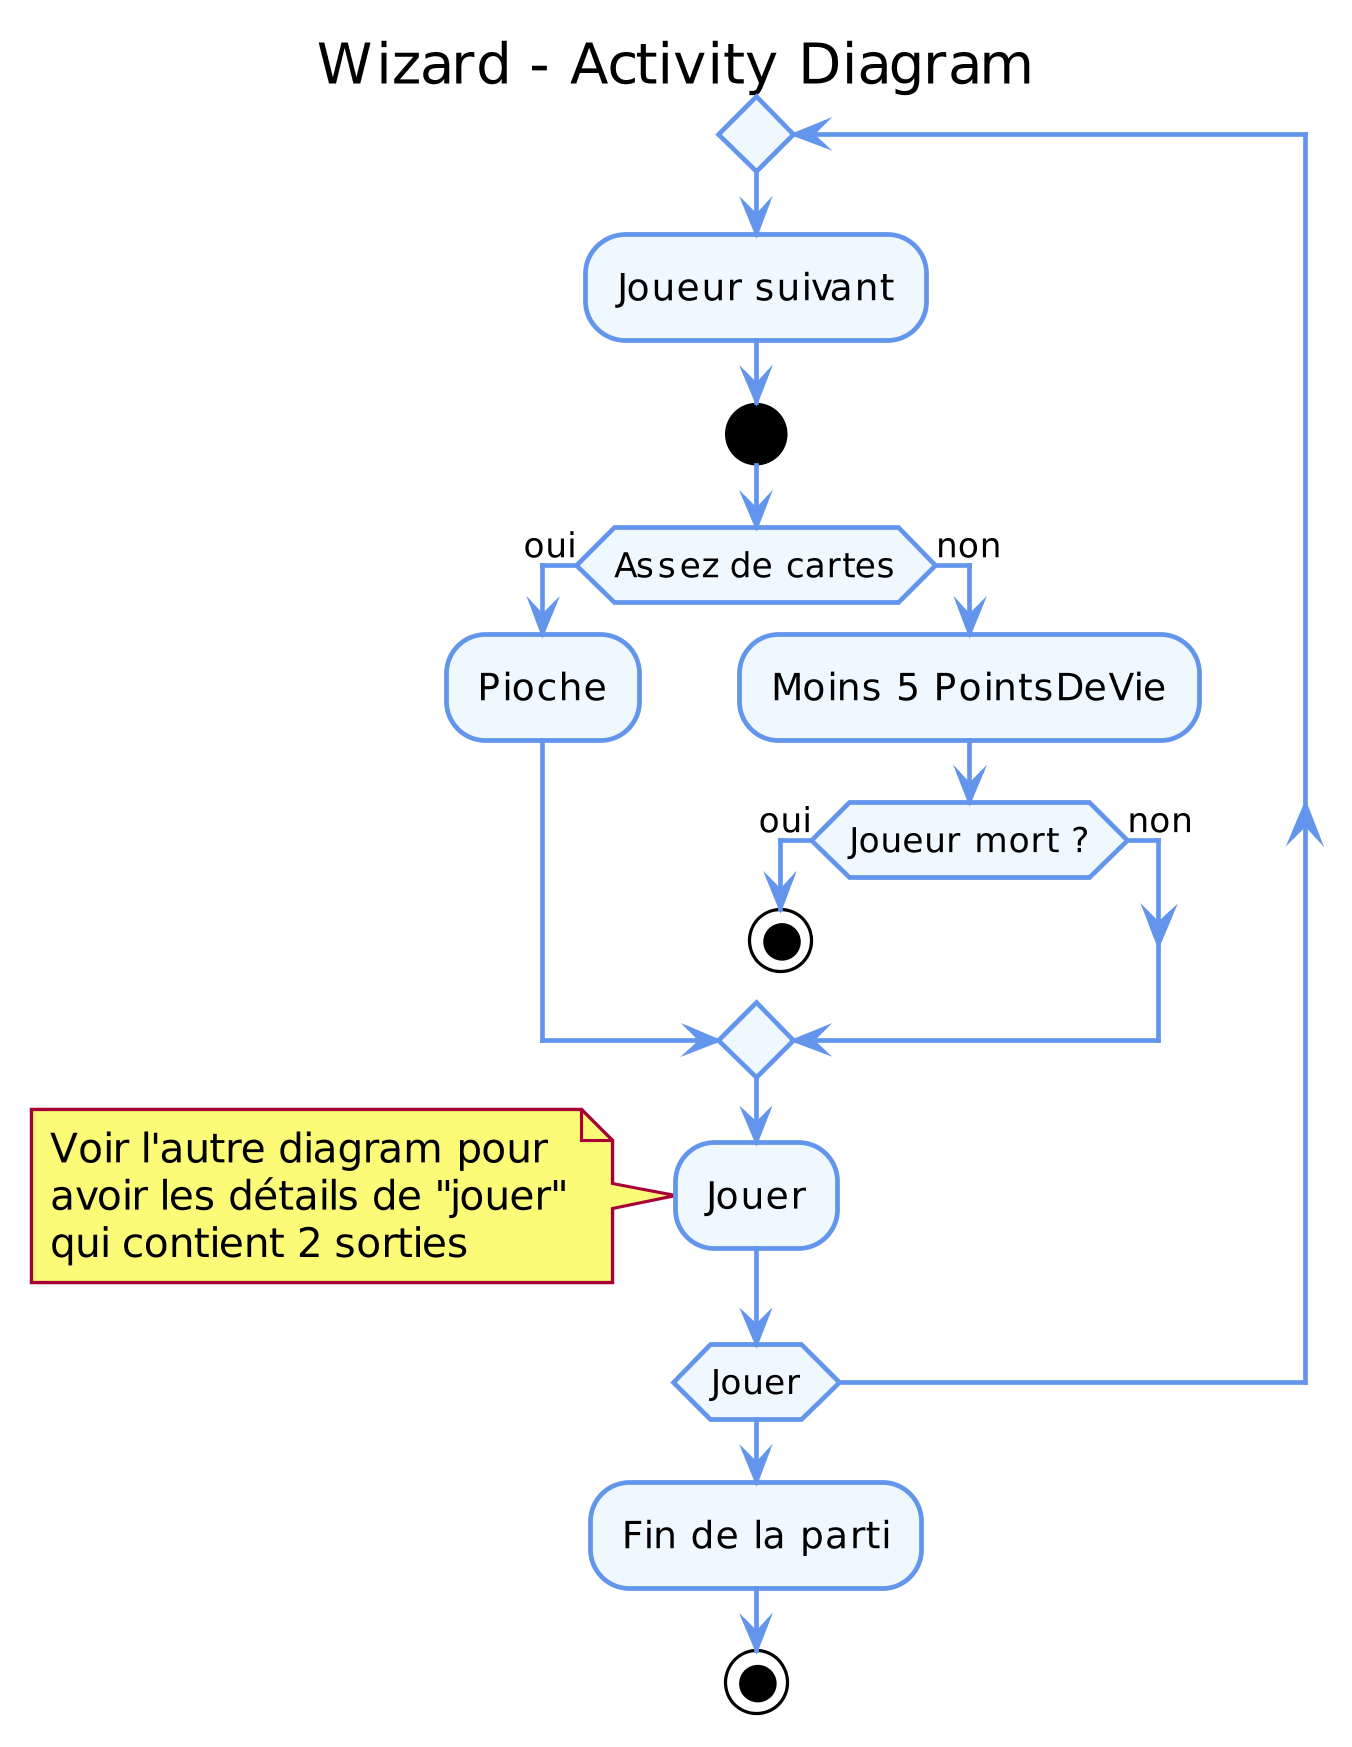 Wizard - Activity Diagram
Joueur suivant
oui
Assez de cartes
non
Pioche
Moins 5 PointsDeVie
oui
Joueur mort ?
non
Voir l'autre diagram pour
avoir les détails de "jouer"
qui contient 2 sorties
Jouer
Jouer
Fin de la parti